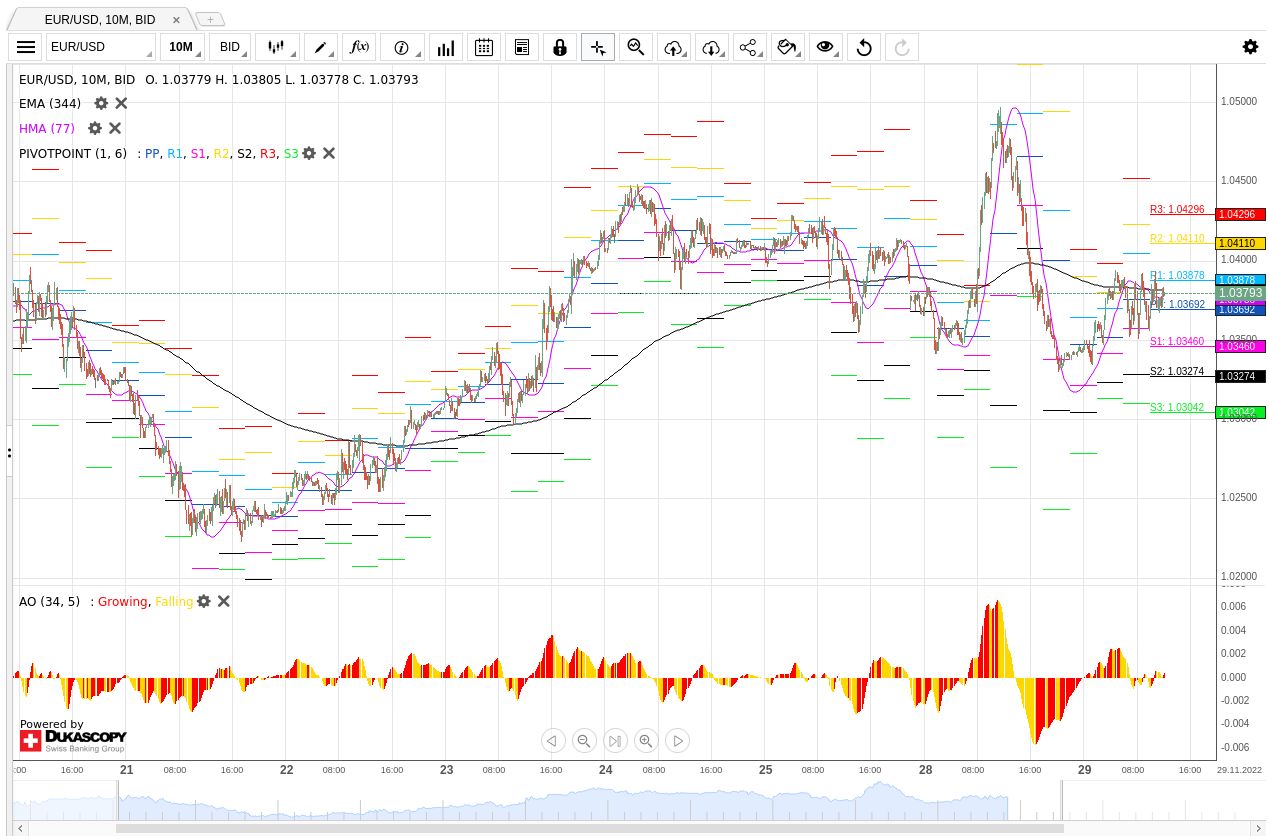 EUR/USD, 10M, BID × +
EUR/USD 10M BID f(x)
EUR/USD, 10M, BID O. 1.03779 H. 1.03805 L. 1.03778 C. 1.03793
EMA (344)
HMA (77)
PIVOTPOINT (1, 6) : PP, R1, S1, R2, S2, R3, S3
1.05000
1.04500
R3: 1.04296 1.04296
R2: 1.04110 1.04110
1.04000
R1: 1.03878 1.03878
1.03793
: 1.03692 1.03692
1.03500
S1: 1.03460 1.03460
S2: 1.03274 1.03274
S3: 1.03042 1.03042
1.03000
1.02500
1.02000
AO (34, 5) : Growing, Falling
0.006
0.004
0.002
0.000
-0.002
-0.004
-0.006
Powered by
DUKASCOPY
Swiss Banking Group
:00 16:00 21 08:00 16:00 22 08:00 16:00 23 08:00 16:00 24 08:00 16:00 25 08:00 16:00 28 08:00 16:00 29 08:00 16:00 29.11.2022